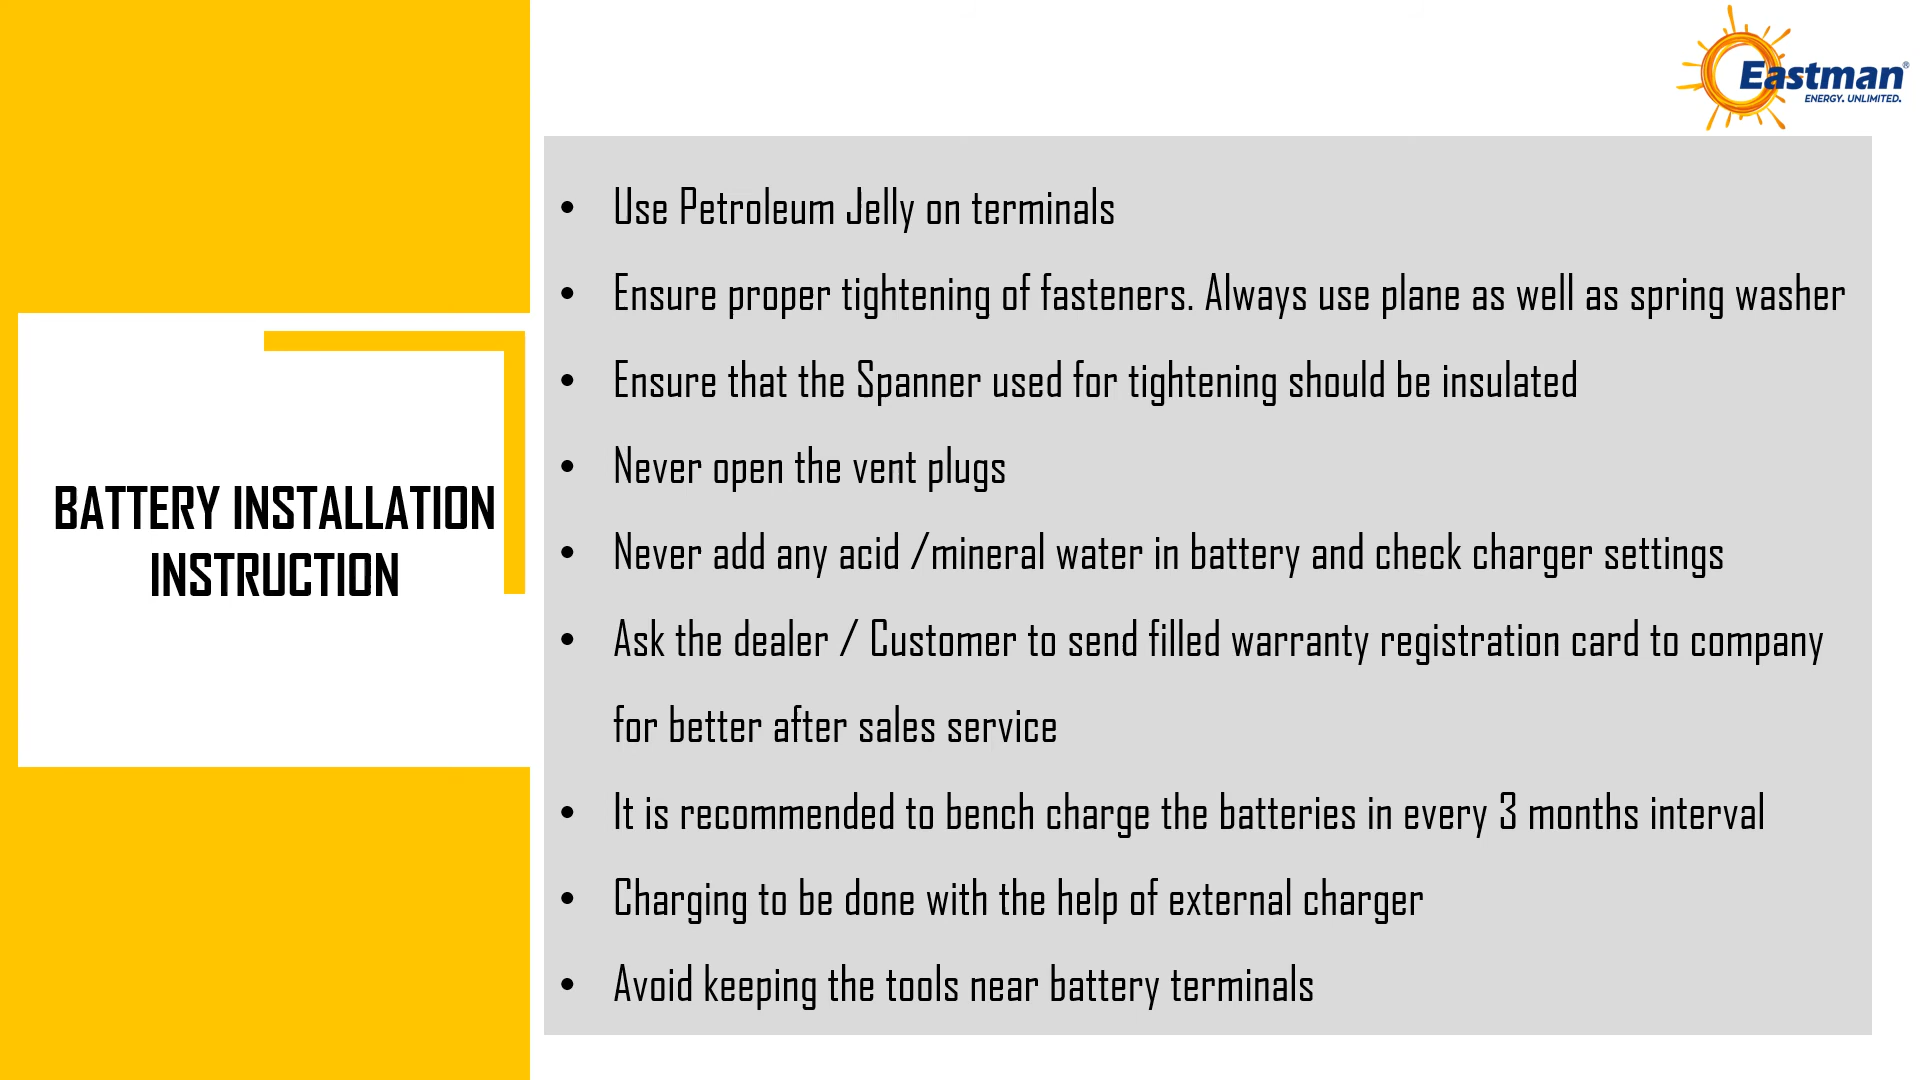 Eastman®
ENERGY. UNLIMITED.
BATTERY INSTALLATION
INSTRUCTION
• Use Petroleum Jelly on terminals
• Ensure proper tightening of fasteners. Always use plane as well as spring washer
• Ensure that the Spanner used for tightening should be insulated
• Never open the vent plugs
• Never add any acid /mineral water in battery and check charger settings
• Ask the dealer / Customer to send filled warranty registration card to company
for better after sales service
• It is recommended to bench charge the batteries in every 3 months interval
• Charging to be done with the help of external charger
• Avoid keeping the tools near battery terminals